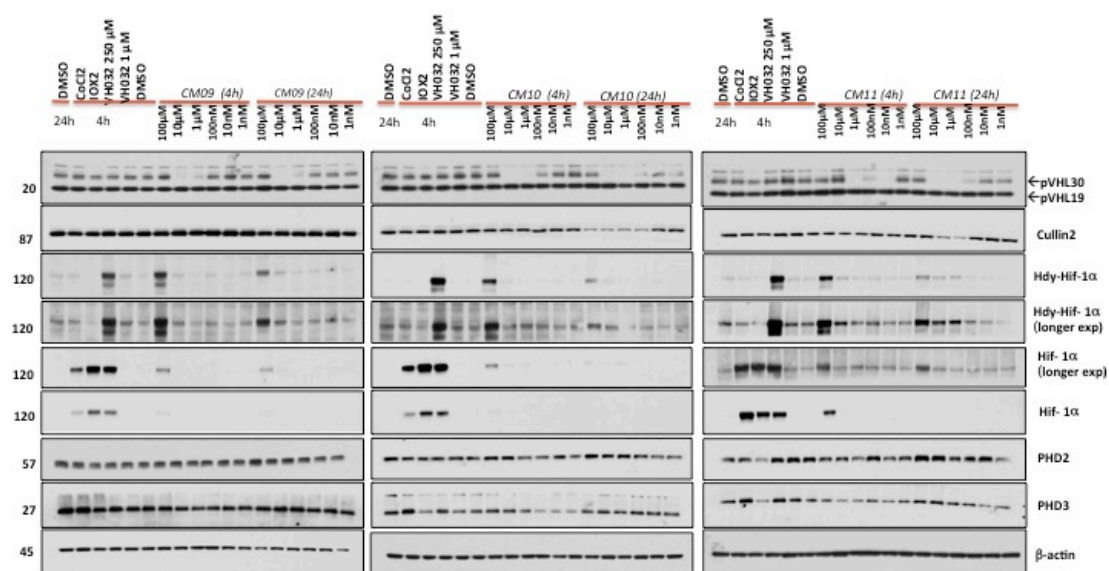 DMSO CoCl2 IOX2 VH032 250 µM VH032 1 µM DMSO CM09 (4h) CM09 (24h)
24h 4h 100µM 10µM 1µM 100nM 10nM 1nM 100µM 10µM 1µM 100nM 10nM 1nM
DMSO CoCl2 IOX2 VH032 250 µM VH032 1 µM DMSO CM10 (4h) CM10 (24h)
24h 4h 100µM 10µM 1µM 100nM 10nM 1nM 100µM 10µM 1µM 100nM 10nM 1nM
DMSO CoCl2 IOX2 VH032 250 µM VH032 1 µM DMSO CM11 (4h) CM11 (24h)
24h 4h 100µM 10µM 1µM 100nM 10nM 1nM 100µM 10µM 1µM 100nM 10nM 1nM
20 ←pVHL30
←pVHL19
87 Cullin2
120 Hdy-Hif-1α
120 Hdy-Hif- 1α
(longer exp)
120 Hif- 1α
(longer exp)
120 Hif- 1α
57 PHD2
27 PHD3
45 β-actin